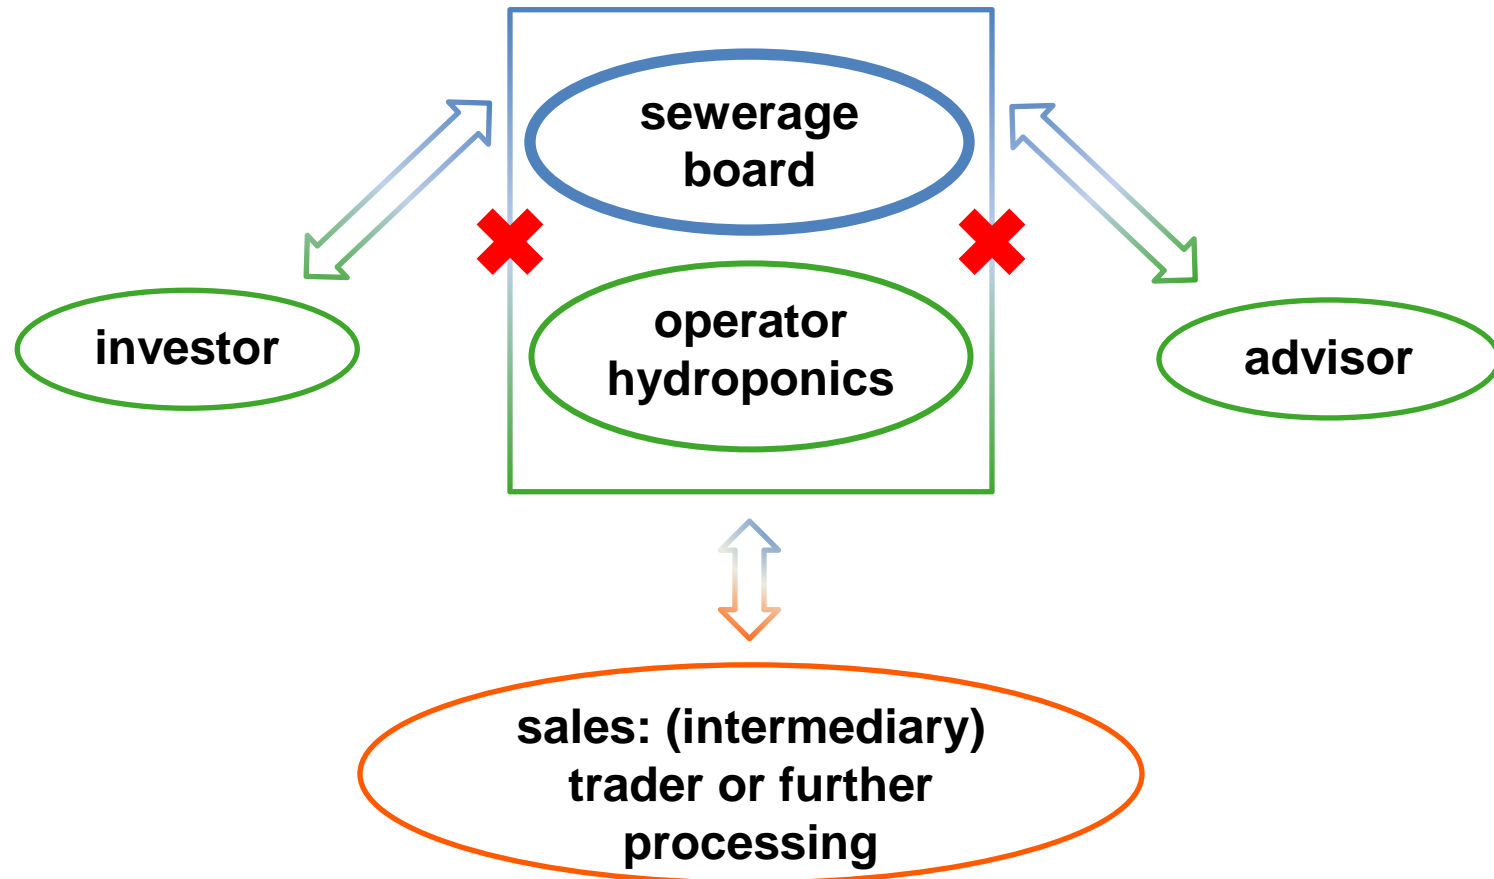 sewerage
board
operator
hydroponics
investor
advisor
sales: (intermediary)
trader or further
processing